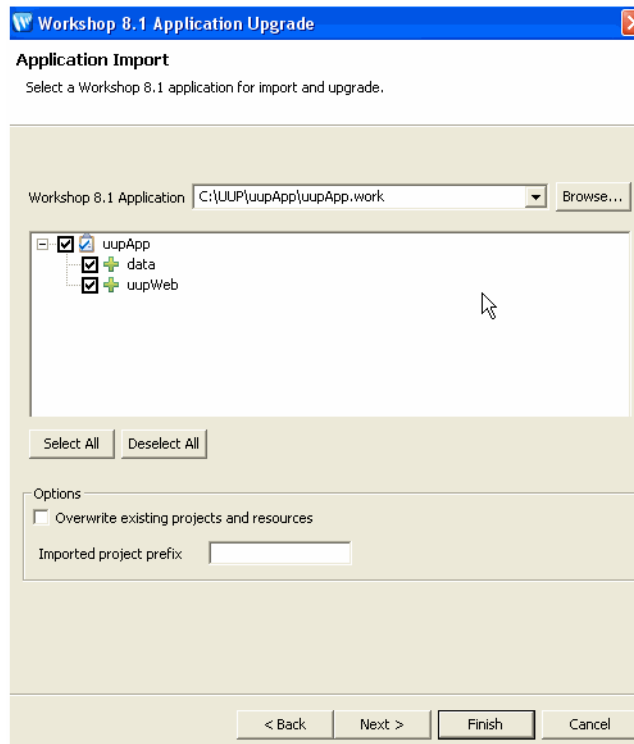 Workshop 8.1 Application Upgrade
Application Import
Select a Workshop 8.1 application for import and upgrade.
Workshop 8.1 Application C:\UUP\uupApp\uupApp.work Browse...
uupApp
data
uupWeb
Select All Deselect All
Options
Overwrite existing projects and resources
Imported project prefix
< Back Next > Finish Cancel